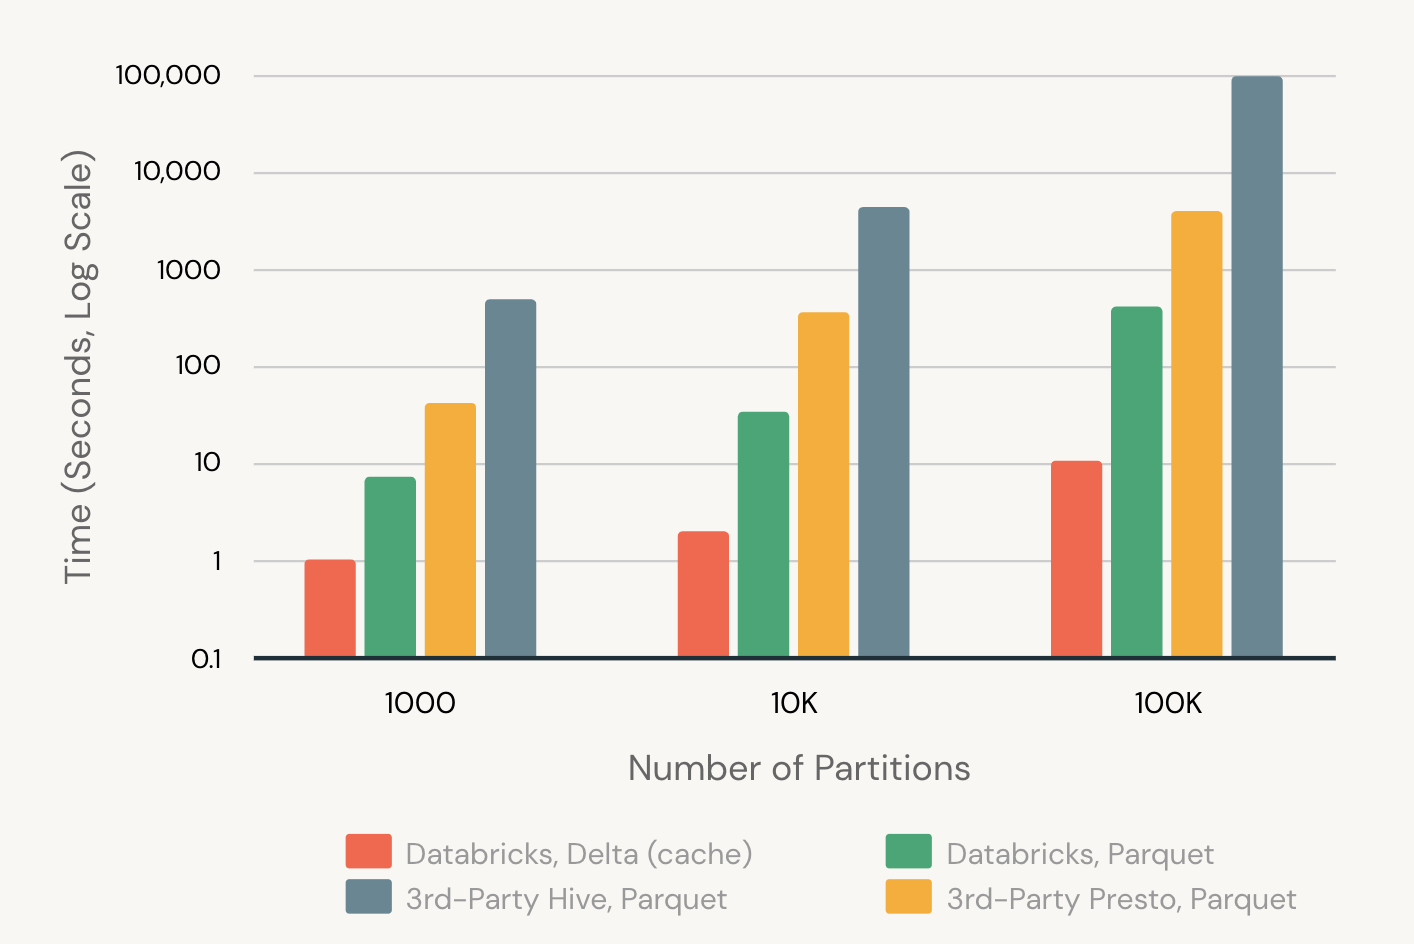 Time (Seconds, Log Scale)
100,000
10,000
1000
100
10
1
0.1
1000 10K 100K
Number of Partitions
Databricks, Delta (cache) Databricks, Parquet
3rd-Party Hive, Parquet 3rd-Party Presto, Parquet